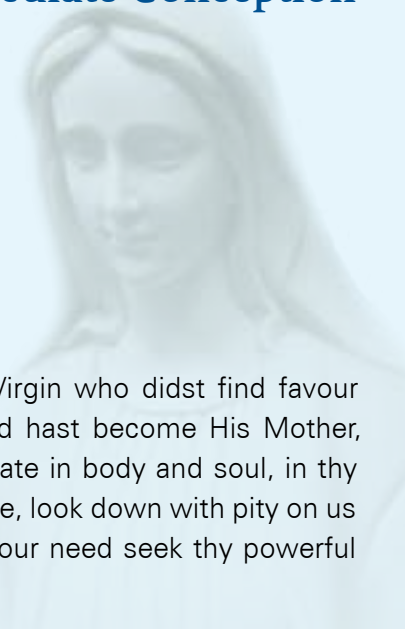 Conception
Virgin who didst find favour
hast become His Mother,
in body and soul, in thy
look down with pity on us
our need seek thy powerful